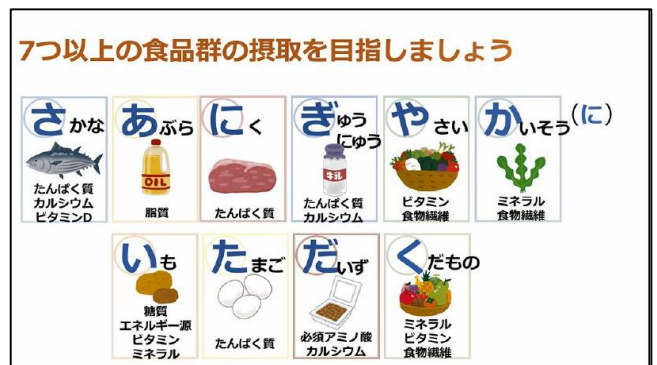 7つ以上の食品群の摂取を目指しましょう
さかな
たんぱく質
カルシウム
ビタミンD
あぶら
OIL
脂質
にく
たんぱく質
ぎゅう
にゅう
牛乳
たんぱく質
カルシウム
やさい
ビタミン
食物繊維
かいそう
(に)
ミネラル
食物繊維
いも
糖質
エネルギー源
ビタミン
ミネラル
たまご
たんぱく質
だいず
必須アミノ酸
カルシウム
くだもの
ミネラル
ビタミン
食物繊維